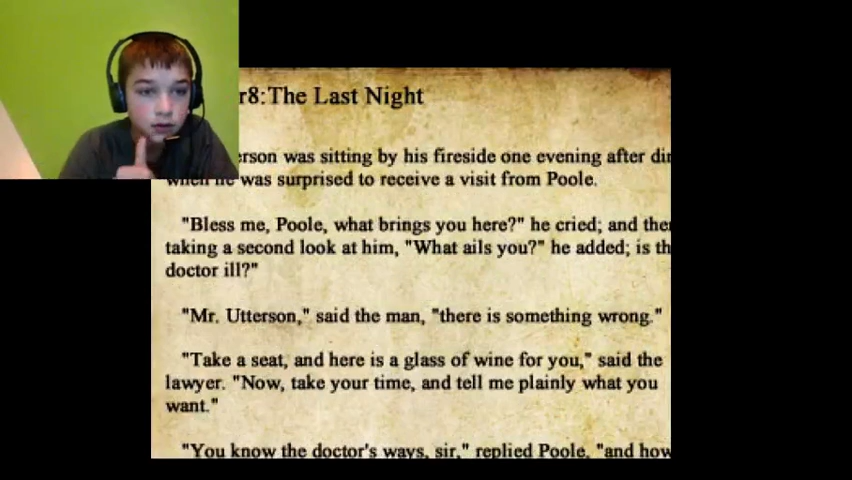 r8:The Last Night
erson was sitting by his fireside one evening after
when he was surprised to receive a visit from Poole.
"Bless me, Poole, what brings you here?" he cried; and
taking a second look at him, "What ails you?" he added; is
doctor ill?"
"Mr. Utterson," said the man, "there is something wrong."
"Take a seat, and here is a glass of wine for you," said the
lawyer. "Now, take your time, and tell me plainly what you
want."
"You know the doctor's ways, sir," replied Poole, "and how